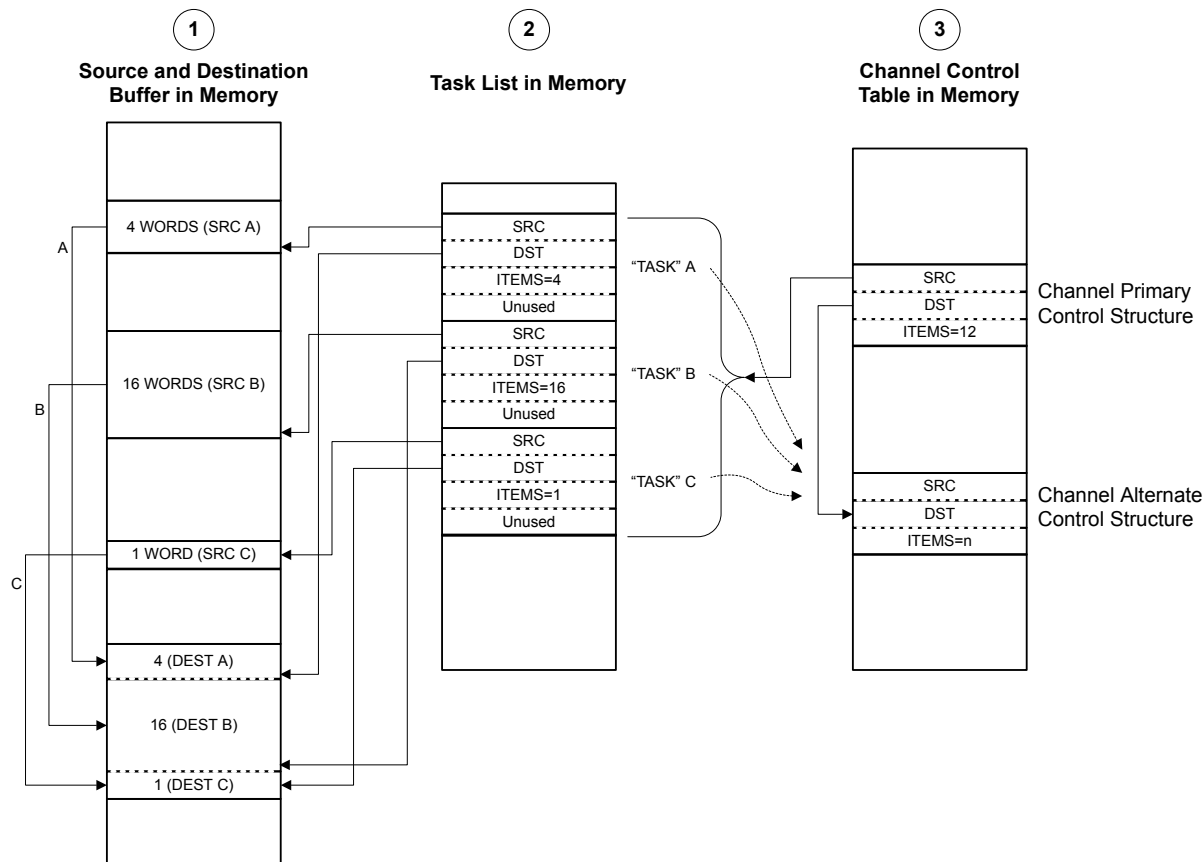 1
Source and Destination
Buffer in Memory
4 WORDS (SRC A)
A
16 WORDS (SRC B)
B
1 WORD (SRC C)
C
4 (DEST A)
16 (DEST B)
1 (DEST C)
2
Task List in Memory
SRC
DST
ITEMS=4
Unused
SRC
DST
ITEMS=16
Unused
SRC
DST
ITEMS=1
Unused
“TASK” A
“TASK” B
“TASK” C
3
Channel Control
Table in Memory
SRC
DST
ITEMS=12
Channel Primary
Control Structure
SRC
DST
ITEMS=n
Channel Alternate
Control Structure